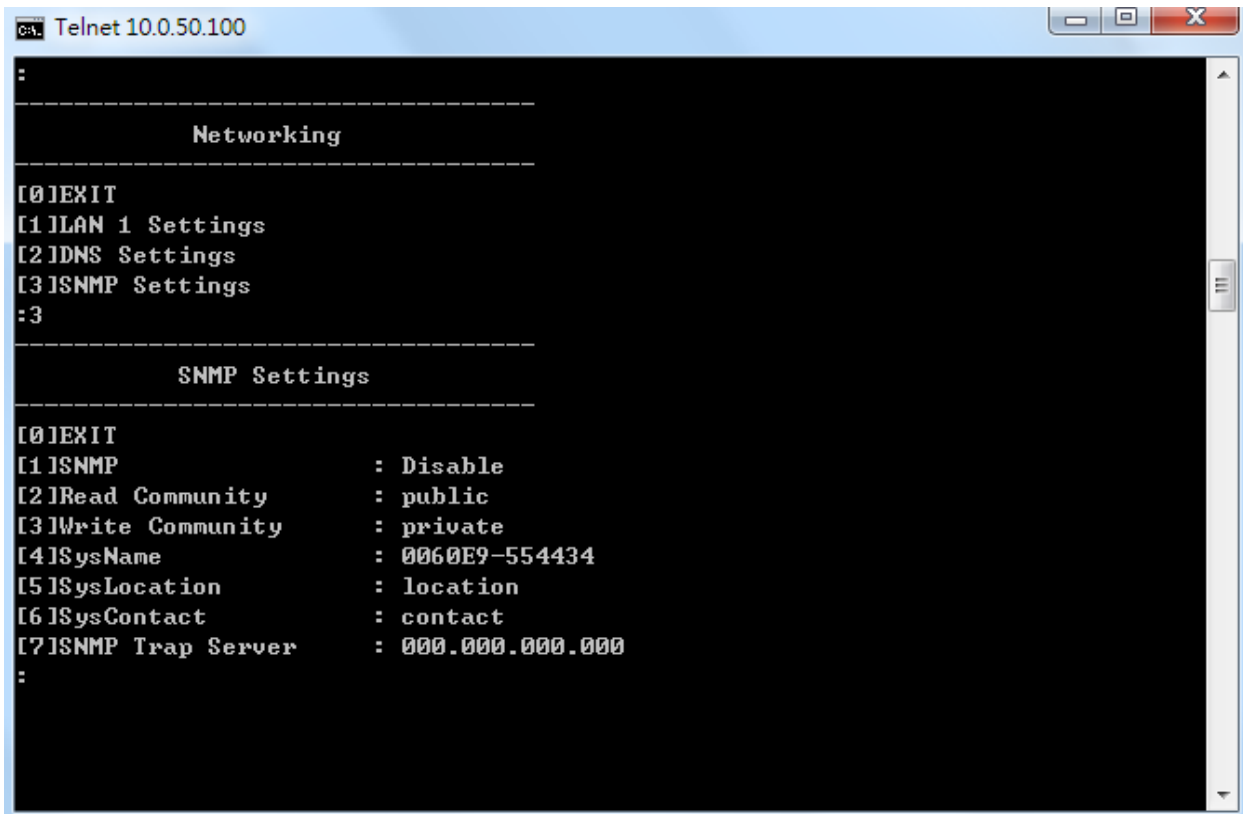 Telnet 10.0.50.100
:
------------------------------------
Networking
------------------------------------
[0]EXIT
[1]LAN 1 Settings
[2]DNS Settings
[3]SNMP Settings
:3
------------------------------------
SNMP Settings
------------------------------------
[0]EXIT
[1]SNMP : Disable
[2]Read Community : public
[3]Write Community : private
[4]SysName : 0060E9-554434
[5]SysLocation : location
[6]SysContact : contact
[7]SNMP Trap Server : 000.000.000.000
: